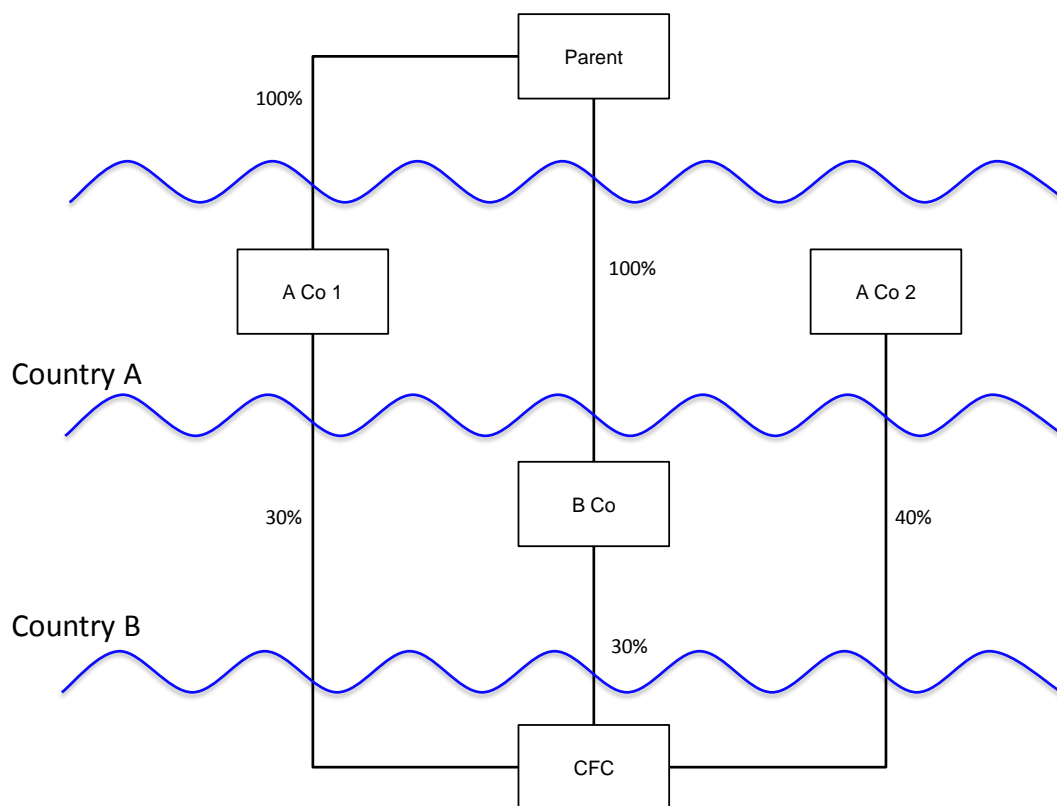 Parent
100%
100%
A Co 1
A Co 2
Country A
B Co
30%
40%
Country B
30%
CFC